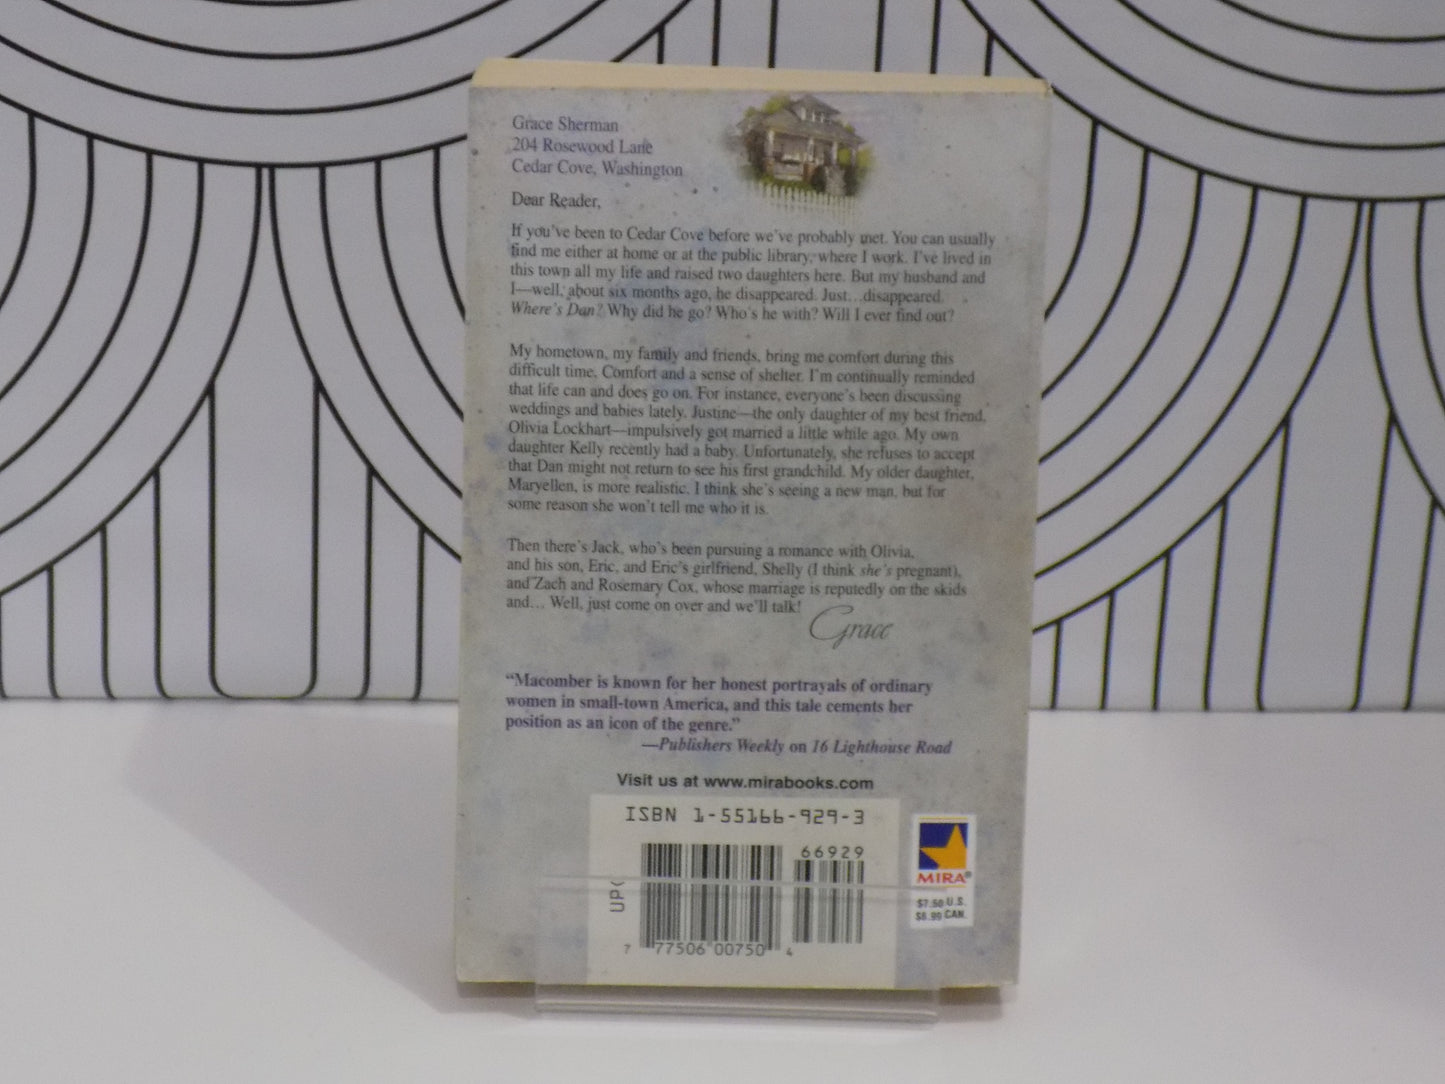 Grace Sherman
204 Rosewood Lane
Cedar Cove, Washington
Dear Reader,
If you've been to Cedar Cove before we've probably met. You can usually
find me either at home or at the public library, where I work. I've lived in
this town all my life and raised two daughters here. But my husband and
I—well, about six months ago, he disappeared. Just…disappeared.
Where's Dan? Why did he go? Who's he with? Will I ever find out?
My hometown, my family and friends, bring me comfort during this
difficult time. Comfort and a sense of shelter. I'm continually reminded
that life can and does go on. For instance, everyone's been discussing
weddings and babies lately. Justine—the only daughter of my best friend,
Olivia Lockhart—impulsively got married a little while ago. My own
daughter Kelly recently had a baby. Unfortunately, she refuses to accept
that Dan might not return to see his first grandchild. My older daughter,
Maryellen, is more realistic. I think she's seeing a new man, but for
some reason she won't tell me who it is.
Then there's Jack, who's been pursuing a romance with Olivia,
and his son, Eric, and Eric's girlfriend, Shelly (I think she's pregnant),
and Zach and Rosemary Cox, whose marriage is reputedly on the skids
and… Well, just come on over and we'll talk!
Grace
"Macomber is known for her honest portrayals of ordinary
women in small-town America, and this tale cements her
position as an icon of the genre."
—Publishers Weekly on 16 Lighthouse Road
Visit us at www.mirabooks.com
ISBN 1-55166-929-3
66929
UPC
7 77506 00750 4
MIRA®
$7.50 U.S.
$8.99 CAN.